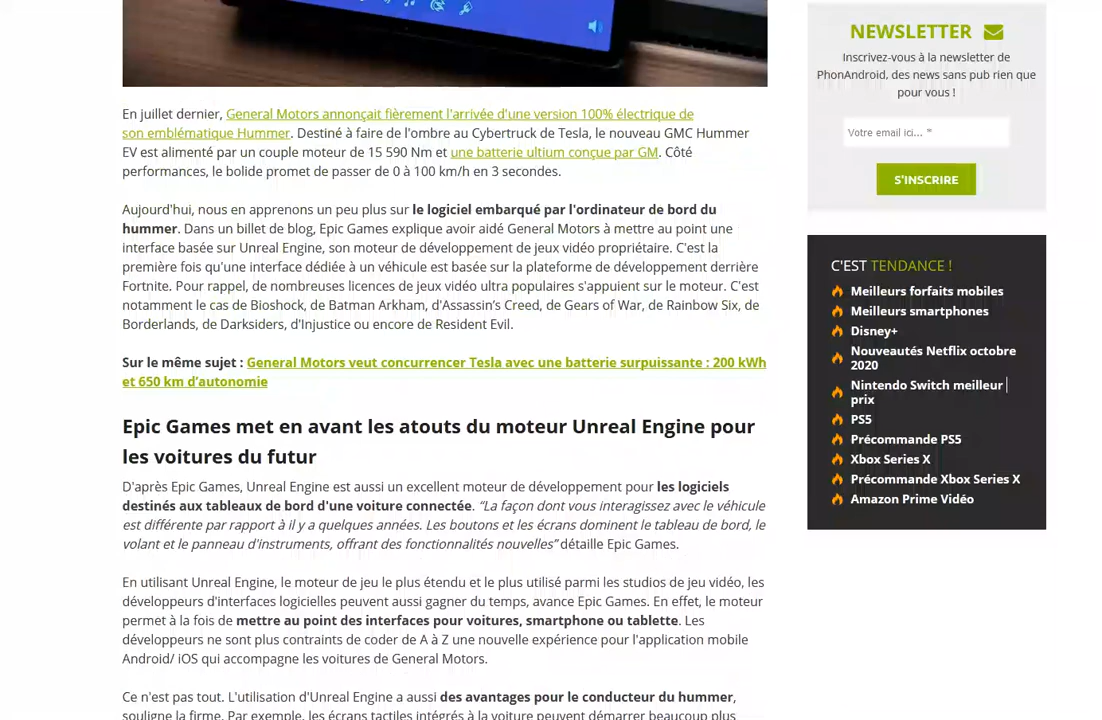 En juillet dernier, General Motors annonçait fièrement l'arrivée d'une version 100% électrique de
son emblématique Hummer. Destiné à faire de l'ombre au Cybertruck de Tesla, le nouveau GMC Hummer
EV est alimenté par un couple moteur de 15 590 Nm et une batterie ultium conçue par GM. Côté
performances, le bolide promet de passer de 0 à 100 km/h en 3 secondes.
Aujourd'hui, nous en apprenons un peu plus sur le logiciel embarqué par l'ordinateur de bord du
hummer. Dans un billet de blog, Epic Games explique avoir aidé General Motors à mettre au point une
interface basée sur Unreal Engine, son moteur de développement de jeux vidéo propriétaire. C'est la
première fois qu'une interface dédiée à un véhicule est basée sur la plateforme de développement derrière
Fortnite. Pour rappel, de nombreuses licences de jeux vidéo ultra populaires s'appuient sur le moteur. C'est
notamment le cas de Bioshock, de Batman Arkham, d'Assassin's Creed, de Gears of War, de Rainbow Six, de
Borderlands, de Darksiders, d'Injustice ou encore de Resident Evil.
Sur le même sujet : General Motors veut concurrencer Tesla avec une batterie surpuissante : 200 kWh
et 650 km d'autonomie
Epic Games met en avant les atouts du moteur Unreal Engine pour
les voitures du futur
D'après Epic Games, Unreal Engine est aussi un excellent moteur de développement pour les logiciels
destinés aux tableaux de bord d'une voiture connectée. “La façon dont vous interagissez avec le véhicule
est différente par rapport à il y a quelques années. Les boutons et les écrans dominent le tableau de bord, le
volant et le panneau d'instruments, offrant des fonctionnalités nouvelles” détaille Epic Games.
En utilisant Unreal Engine, le moteur de jeu le plus étendu et le plus utilisé parmi les studios de jeu vidéo, les
développeurs d'interfaces logicielles peuvent aussi gagner du temps, avance Epic Games. En effet, le moteur
permet à la fois de mettre au point des interfaces pour voitures, smartphone ou tablette. Les
développeurs ne sont plus contraints de coder de A à Z une nouvelle expérience pour l'application mobile
Android/ iOS qui accompagne les voitures de General Motors.
Ce n'est pas tout. L'utilisation d'Unreal Engine a aussi des avantages pour le conducteur du hummer,
souligne la firme. Par exemple, les écrans tactiles intégrés à la voiture peuvent démarrer beaucoup plus
NEWSLETTER
Inscrivez-vous à la newsletter de
PhonAndroid, des news sans pub rien que
pour vous !
Votre email ici... *
S'INSCRIRE
C'EST TENDANCE !
Meilleurs forfaits mobiles
Meilleurs smartphones
Disney+
Nouveautés Netflix octobre
2020
Nintendo Switch meilleur
prix
PS5
Précommande PS5
Xbox Series X
Précommande Xbox Series X
Amazon Prime Vidéo